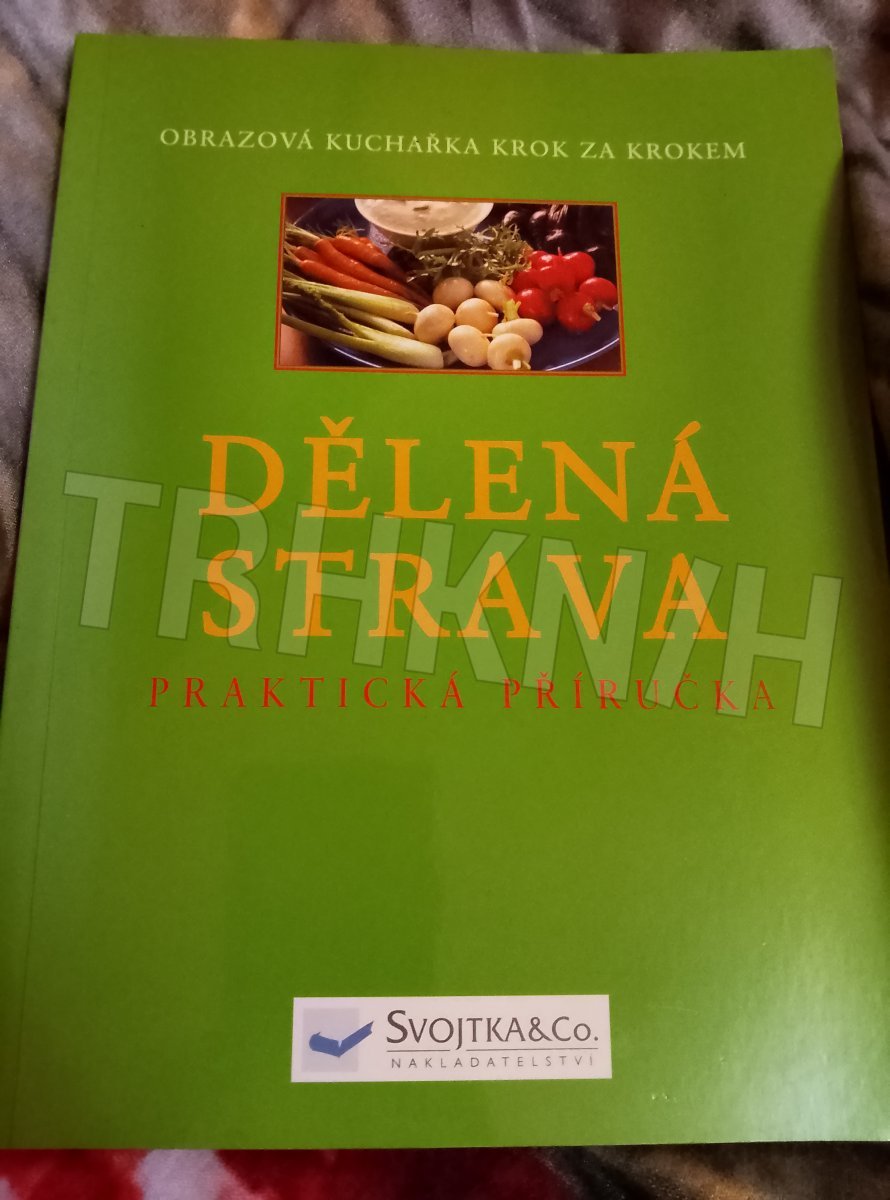 OBRAZOVÁ KUCHAŘKA KROK ZA KROKEM
DĚLENÁ
STRAVA
TRHKNIH
PRAKTICKÁ PŘÍRUČKA
SVOJTKA&CO.
NAKLADATELSTVÍ